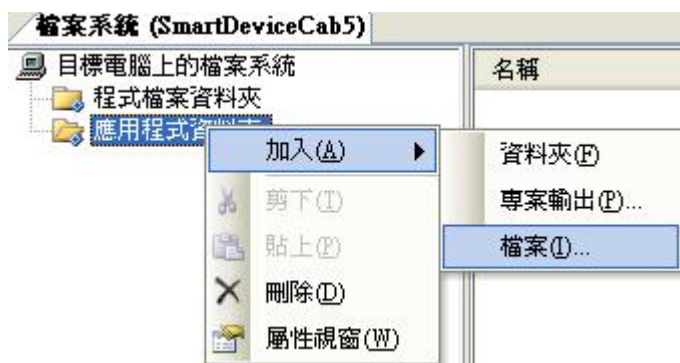 檔案系統 (SmartDeviceCab5)
目標電腦上的檔案系統
名稱
程式檔案資料夾
應用程式資
加入(A)
資料夾(F)
剪下(T)
專案輸出(P)...
貼上(P)
檔案(I)...
刪除(D)
屬性視窗(W)